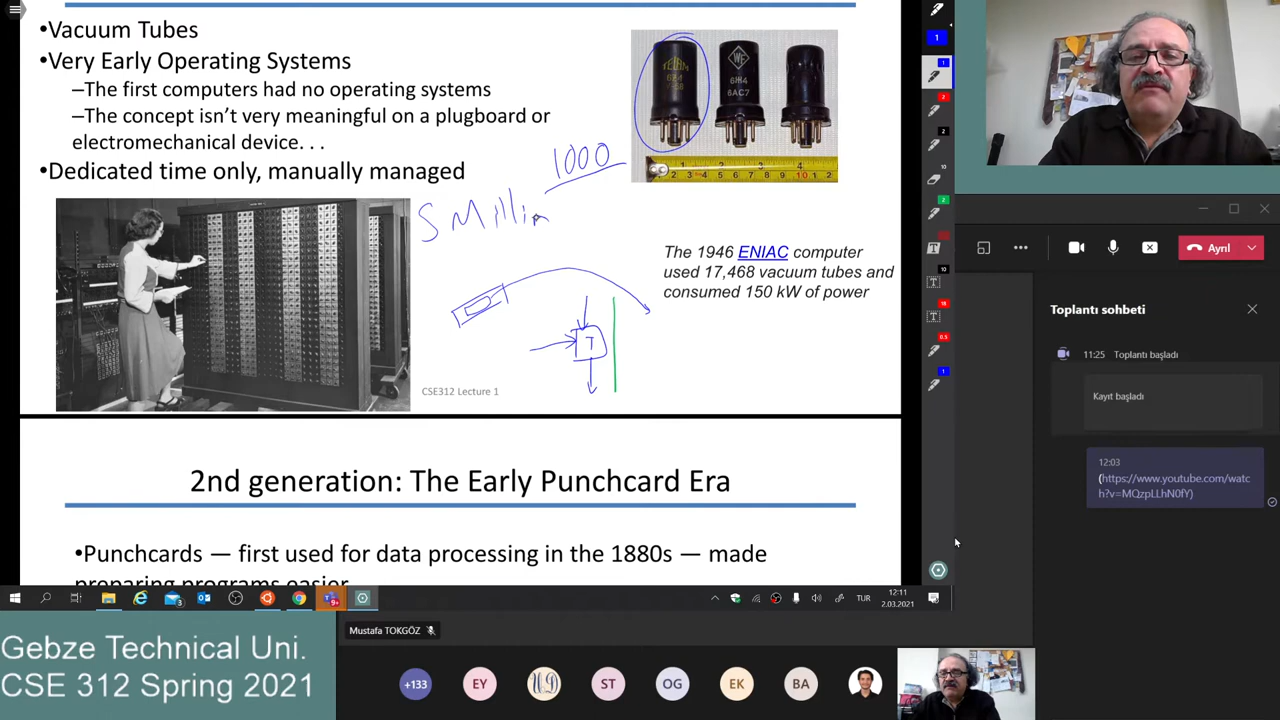 •Vacuum Tubes
•Very Early Operating Systems
–The first computers had no operating systems
–The concept isn't very meaningful on a plugboard or
electromechanical device. . .
•Dedicated time only, manually managed
1000
T
The 1946 ENIAC computer
used 17,468 vacuum tubes and
consumed 150 kW of power
CSE312 Lecture 1
2nd generation: The Early Punchcard Era
•Punchcards — first used for data processing in the 1880s — made
preparing programs easier
Ayrıl
Toplantı sohbeti
11:25 Toplantı başladı
Kayıt başladı
12:03
(https://www.youtube.com/watc
h?v=MQzpLLhN0fY)
TUR
12:11
2.03.2021
Mustafa TOKGÖZ
Gebze Technical Uni.
CSE 312 Spring 2021
+133
EY
ST
OG
EK
BA